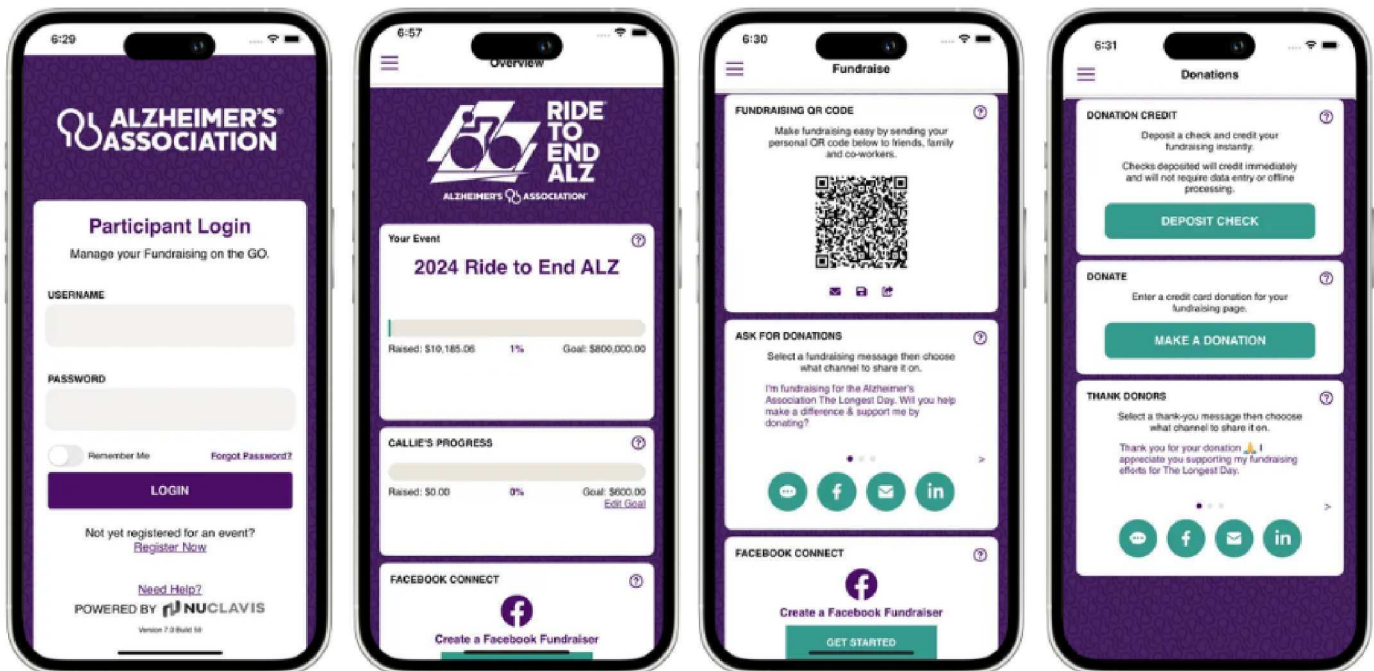 6:29
ALZHEIMER'S®
ASSOCIATION
Participant Login
Manage your Fundraising on the GO.
USERNAME
PASSWORD
Remember Me
Forgot Password?
LOGIN
Not yet registered for an event?
Register Now
Need Help?
POWERED BY NUCLAVIS
Version 7.0 Build 59
6:57
Overview
RIDE
TO
END
ALZ
ALZHEIMER'S ASSOCIATION
Your Event
2024 Ride to End ALZ
Raised: $10,185.06 1% Goal: $800,000.00
CALLIE'S PROGRESS
Raised: $0.00 0% Goal: $600.00
Edit Goal
FACEBOOK CONNECT
Create a Facebook Fundraiser
6:30
Fundraise
FUNDRAISING QR CODE
Make fundraising easy by sending your
personal QR code below to friends, family
and co-workers.
ASK FOR DONATIONS
Select a fundraising message then choose
what channel to share it on.
I'm fundraising for the Alzheimer's
Association The Longest Day. Will you help
make a difference & support me by
donating?
>
in
FACEBOOK CONNECT
Create a Facebook Fundraiser
GET STARTED
6:31
Donations
DONATION CREDIT
Deposit a check and credit your
fundraising instantly.
Checks deposited will credit immediately
and will not require data entry or offline
processing.
DEPOSIT CHECK
DONATE
Enter a credit card donation for your
fundraising page.
MAKE A DONATION
THANK DONORS
Select a thank-you message then chooose
what channel to share it on.
Thank you for your donation 🙏 I
appreciate you supporting my fundraising
efforts for The Longest Day.
>
in